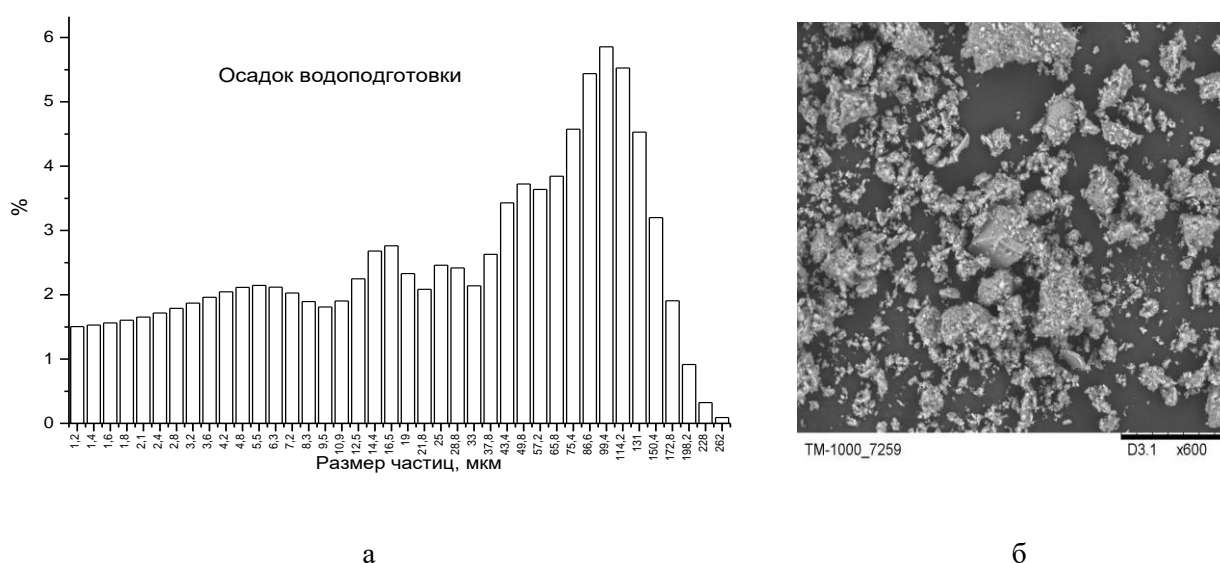 Осадок водоподготовки
%
6
5
4
3
2
1
0
1,2 1,4 1,6 1,8 2,1 2,4 2,8 3,2 3,6 4,2 4,8 5,5 6,3 7,2 8,3 9,5 10,9 12,5 14,4 16,5 19 21,8 25 28,8 33 37,8 43,4 49,8 57,2 65,8 75,4 86,6 99,4 114,2 131 150,4 172,8 198,2 228 262
Размер частиц, мкм
TM-1000_7259 D3.1 x600
а б